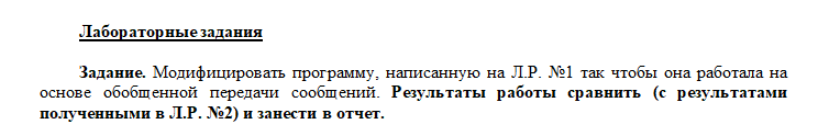 Лабораторные задания
Задание. Модифицировать программу, написанную на Л.Р. №1 так чтобы она работала на
основе обобщенной передачи сообщений. Результаты работы сравнить (с результатами
полученными в Л.Р. №2) и занести в отчет.